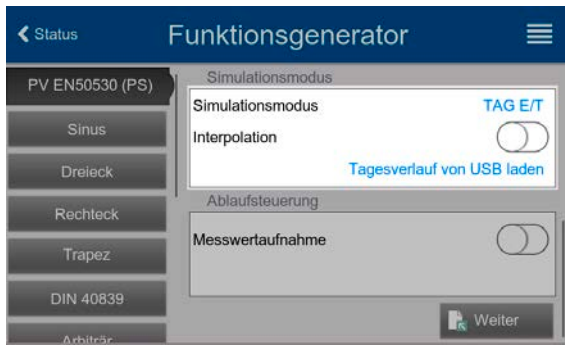 Status
Funktionsgenerator
PV EN50530 (PS)
Sinus
Dreieck
Rechteck
Trapez
DIN 40839
Arbiträr
Simulationsmodus
Simulationsmodus TAG E/T
Interpolation
Tagesverlauf von USB laden
Ablaufsteuerung
Messwertaufnahme
Weiter